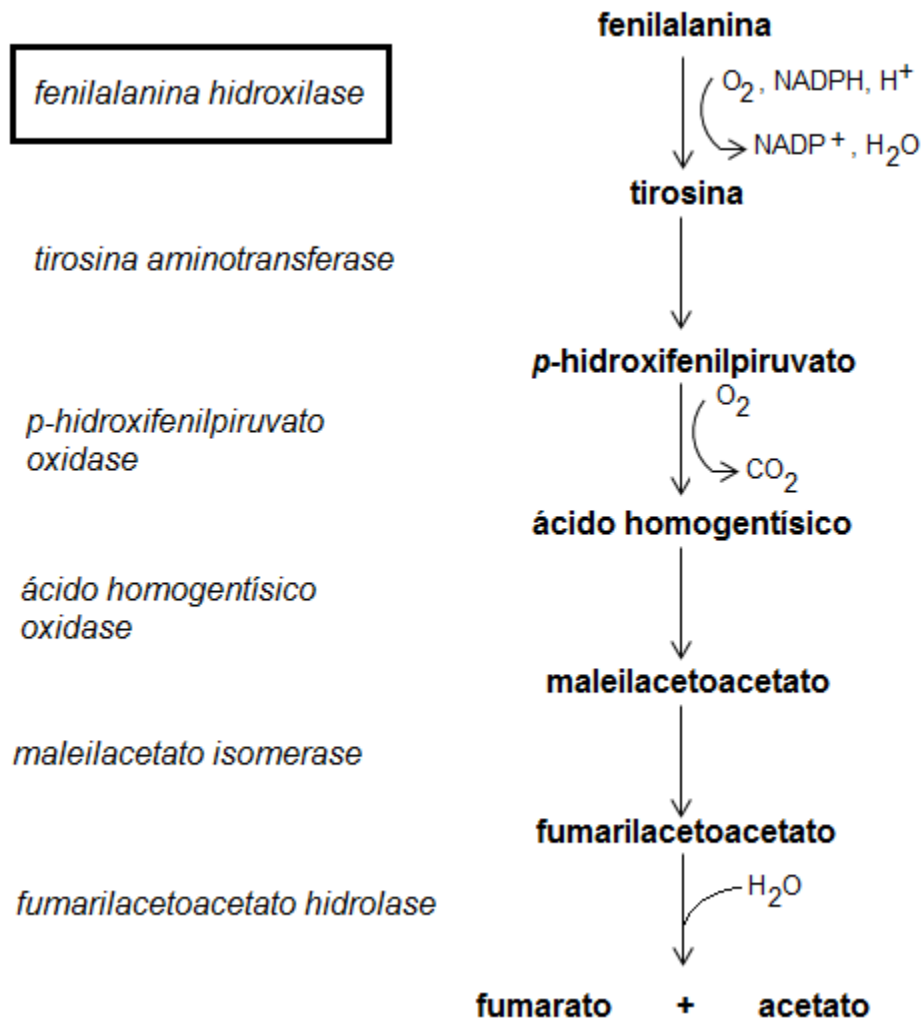 fenilalanina
fenilalanina hidroxilase
O2 , NADPH, H+
NADP+ , H2O
tirosina
tirosina aminotransferase
p-hidroxifenilpiruvato
O2
p-hidroxifenilpiruvato
oxidase
CO2
ácido homogentísico
ácido homogentísico
oxidase
maleilacetoacetato
maleilacetato isomerase
fumarilacetoacetato
H2O
fumarilacetoacetato hidrolase
fumarato + acetato